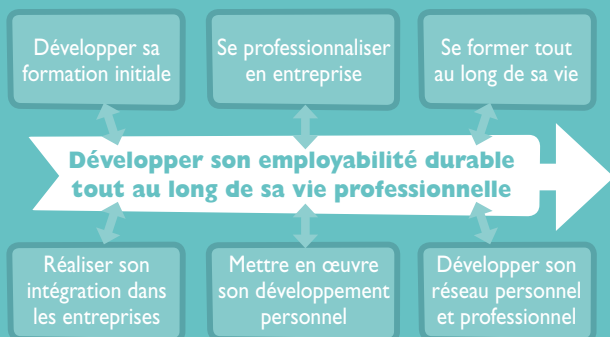 Développer sa
formation initiale
Se professionnaliser
en entreprise
Se former tout
au long de sa vie
Développer son employabilité durable
tout au long de sa vie professionnelle
Réaliser son
intégration dans
les entreprises
Mettre en œuvre
son développement
personnel
Développer son
réseau personnel
et professionnel